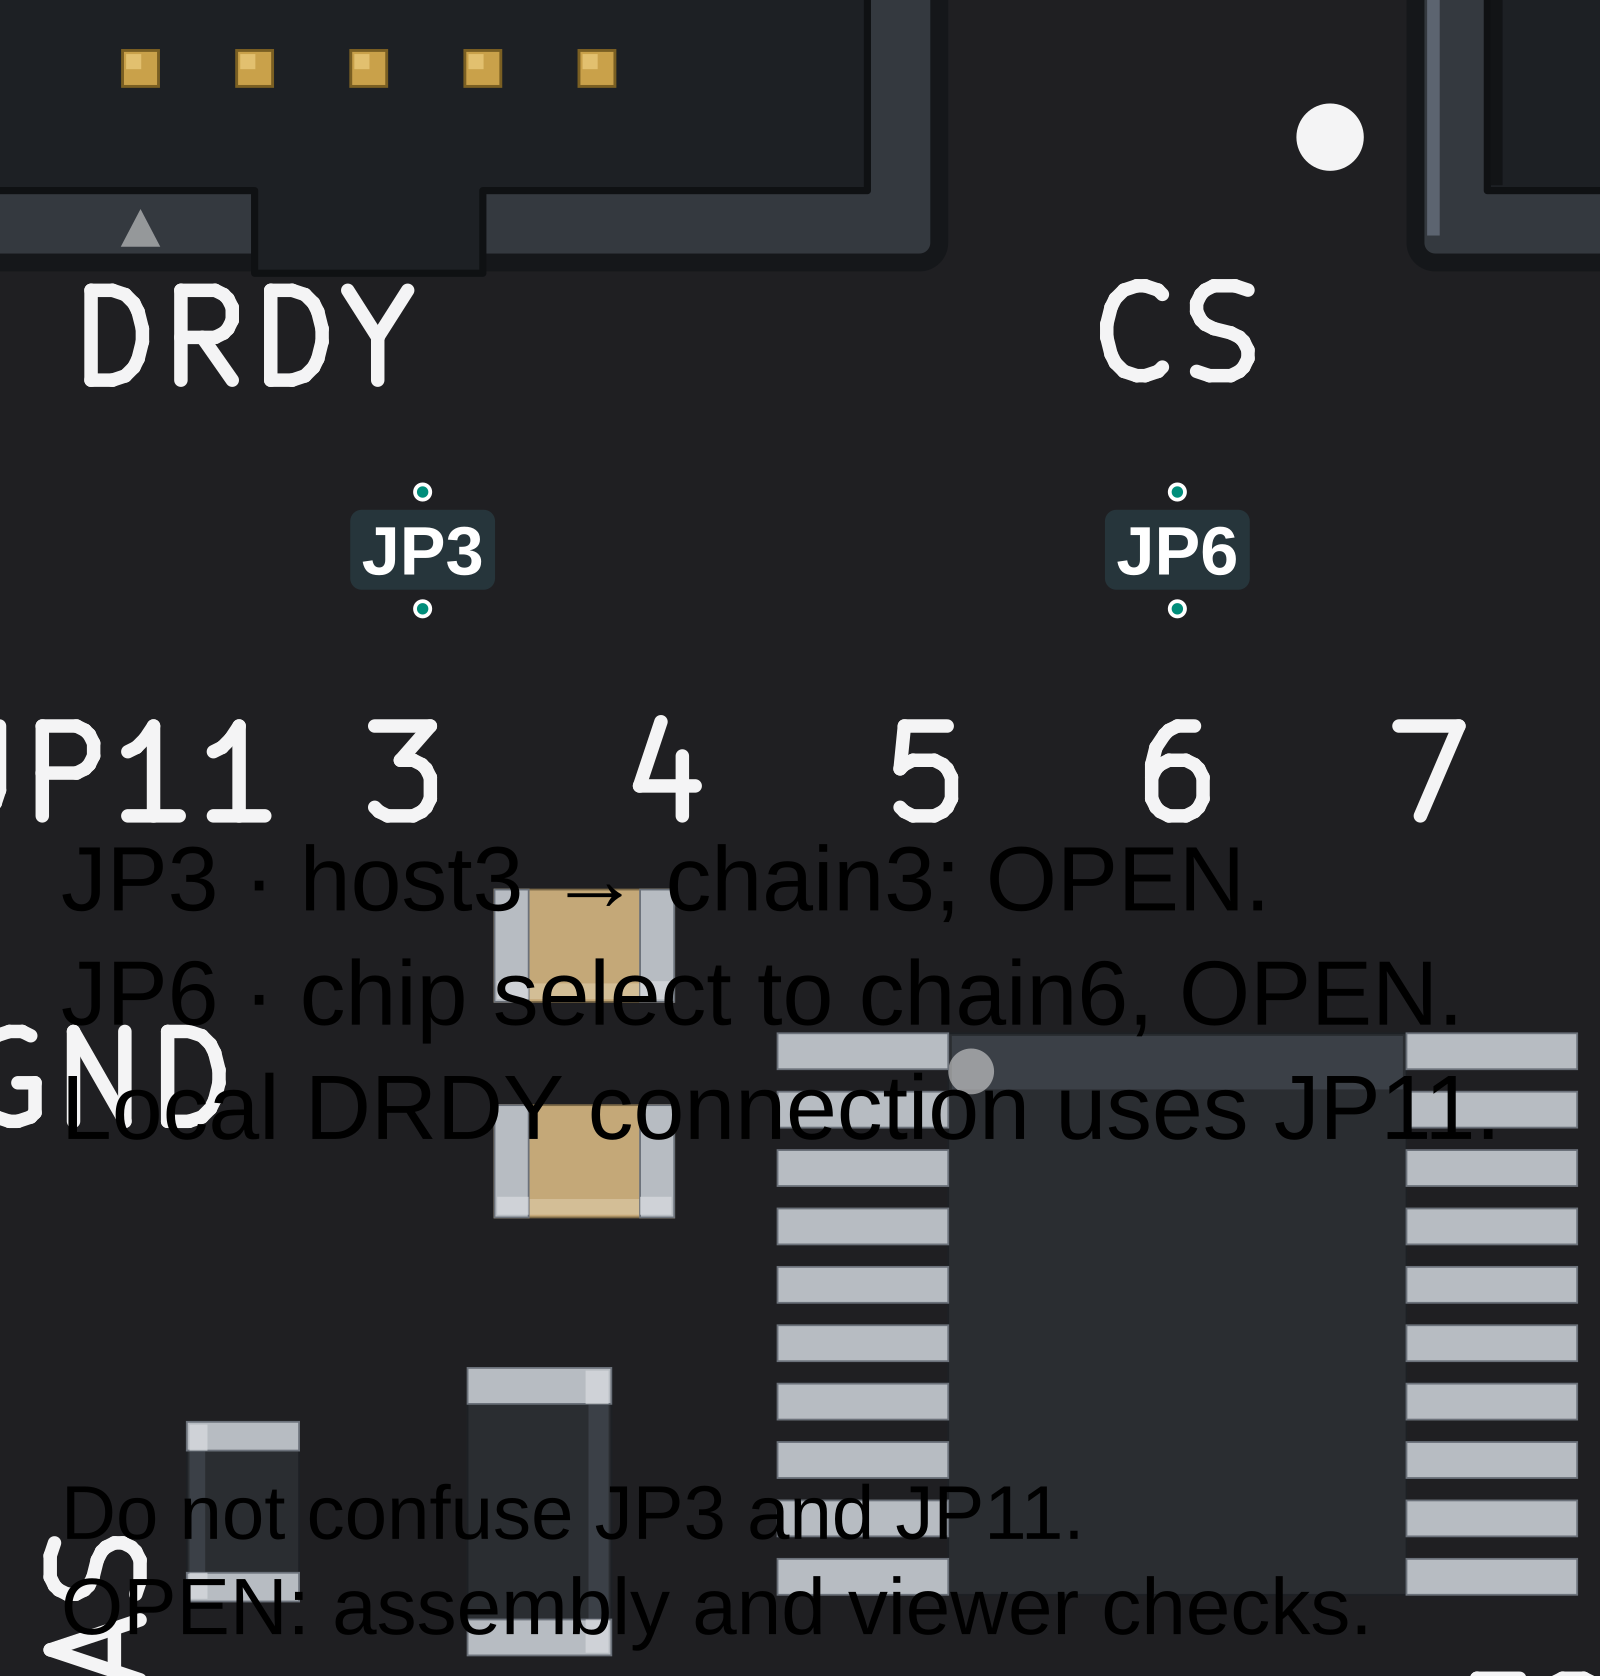 DRDY CS
JP3 JP6
JP11 3 4 5 6 7
JP3 · host3 → chain3; OPEN.
JP6 · chip select to chain6, OPEN.
GND
Local DRDY connection uses JP11.
Do not confuse JP3 and JP11.
OPEN: assembly and viewer checks.